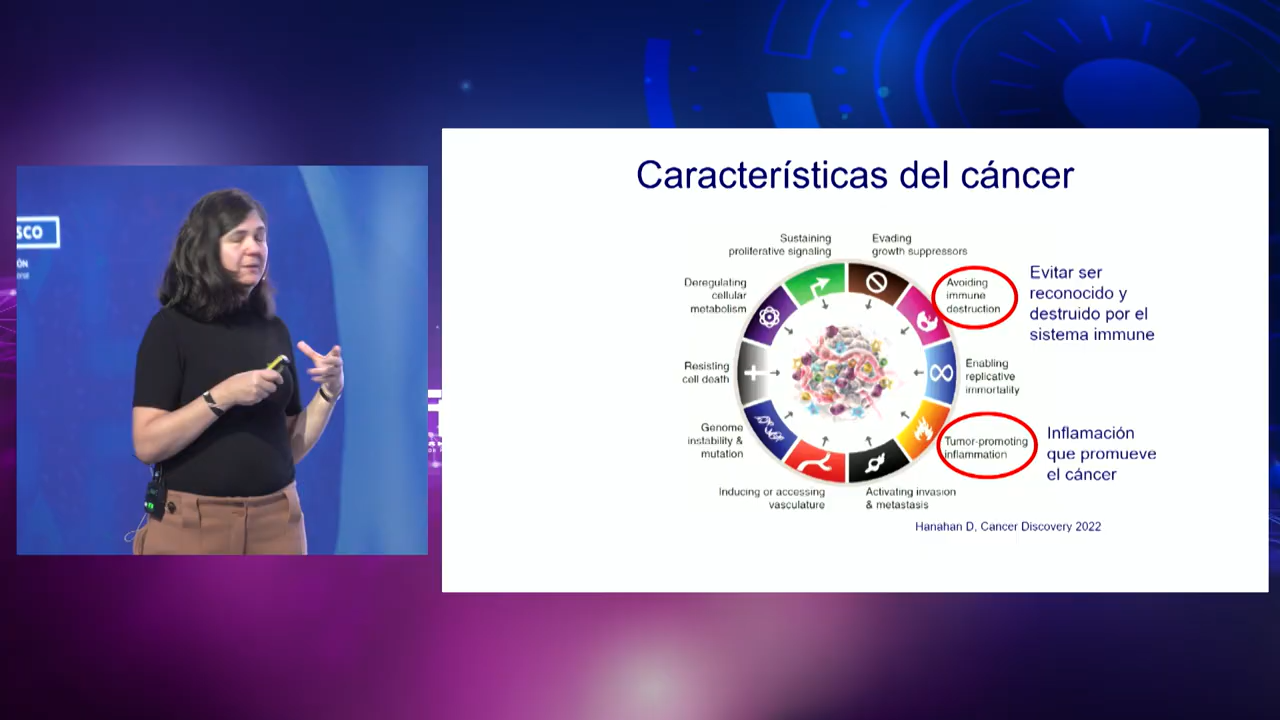 SCO
Características del cáncer
Sustaining
proliferative signaling
Evading
growth suppressors
Deregulating
cellular
metabolism
Avoiding
immune
destruction
Evitar ser
reconocido y
destruido por el
sistema immune
Resisting
cell death
Enabling
replicative
immortality
Genome
instability &
mutation
Tumor-promoting
inflammation
Inflamación
que promueve
el cáncer
Inducing or accessing
vasculature
Activating invasion
& metastasis
Hanahan D, Cancer Discovery 2022